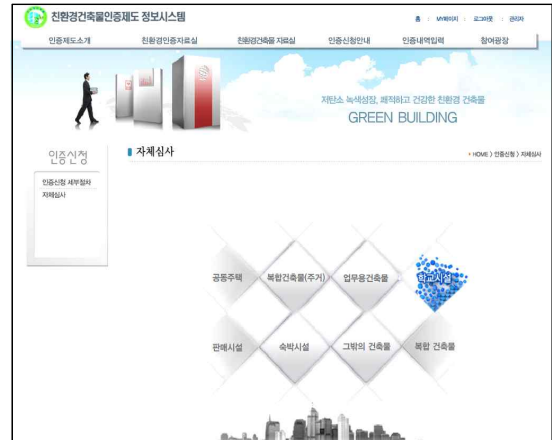 친환경건축물인증제도 정보시스템
홈 : MY페이지 : 로그아웃 : 관리자
인증제도소개 친환경인증자료실 친환경건축물 자료실 인증신청안내 인증내역입력 참여광장
저탄소 녹색성장, 쾌적하고 건강한 친환경 건축물
GREEN BUILDING
인증신청
자체심사
HOME > 인증신청 > 자체심사
인증신청 세부절차
자체심사
공동주택 복합건축물(주거) 업무용건축물 학교시설
판매시설 숙박시설 그밖의 건축물 복합 건축물